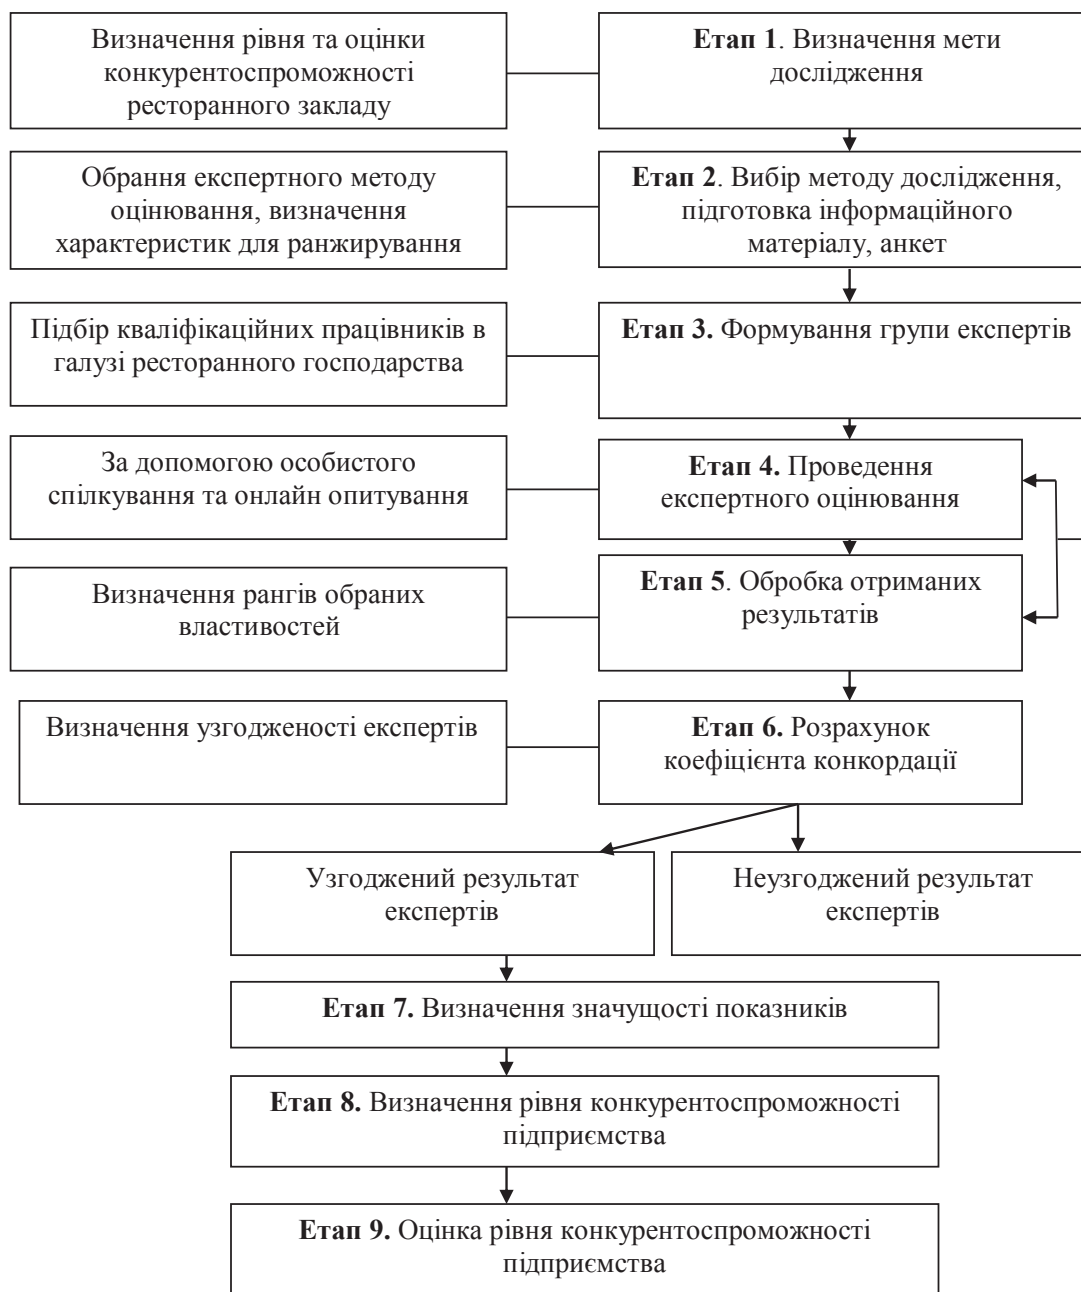 Визначення рівня та оцінки
конкурентоспроможності
ресторанного закладу
Етап 1. Визначення мети
дослідження
Обрання експертного методу
оцінювання, визначення
характеристик для ранжирування
Етап 2. Вибір методу дослідження,
підготовка інформаційного
матеріалу, анкет
Підбір кваліфікаційних працівників в
галузі ресторанного господарства
Етап 3. Формування групи експертів
За допомогою особистого
спілкування та онлайн опитування
Етап 4. Проведення
експертного оцінювання
Визначення рангів обраних
властивостей
Етап 5. Обробка отриманих
результатів
Визначення узгодженості експертів
Етап 6. Розрахунок
коефіцієнта конкордації
Узгоджений результат
експертів
Неузгоджений результат
експертів
Етап 7. Визначення значущості показників
Етап 8. Визначення рівня конкурентоспроможності
підприємства
Етап 9. Оцінка рівня конкурентоспроможності
підприємства